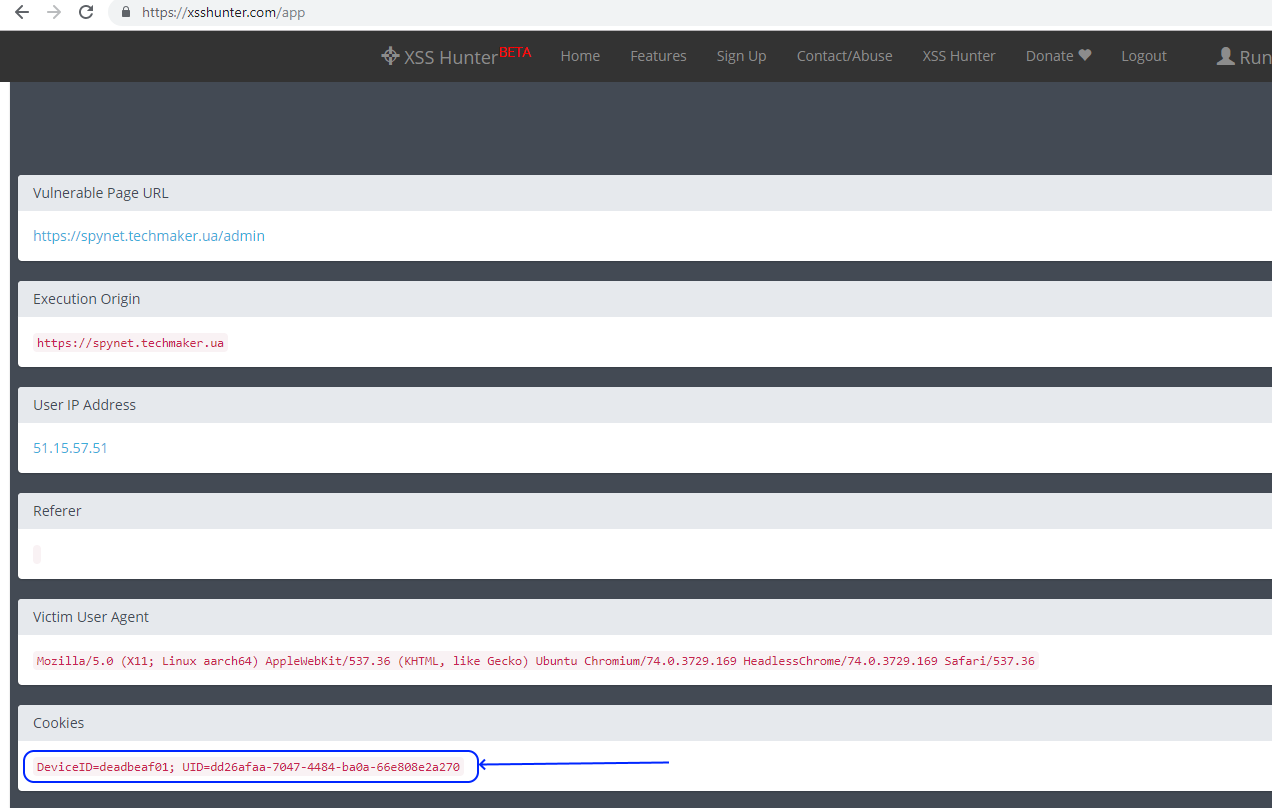 https://xsshunter.com/app
XSS Hunter BETA Home Features Sign Up Contact/Abuse XSS Hunter Donate Logout Run
Vulnerable Page URL
https://spynet.techmaker.ua/admin
Execution Origin
https://spynet.techmaker.ua
User IP Address
51.15.57.51
Referer
Victim User Agent
Mozilla/5.0 (X11; Linux aarch64) AppleWebKit/537.36 (KHTML, like Gecko) Ubuntu Chromium/74.0.3729.169 HeadlessChrome/74.0.3729.169 Safari/537.36
Cookies
DeviceID=deadbeaf01; UID=dd26afaa-7047-4484-ba0a-66e808e2a270